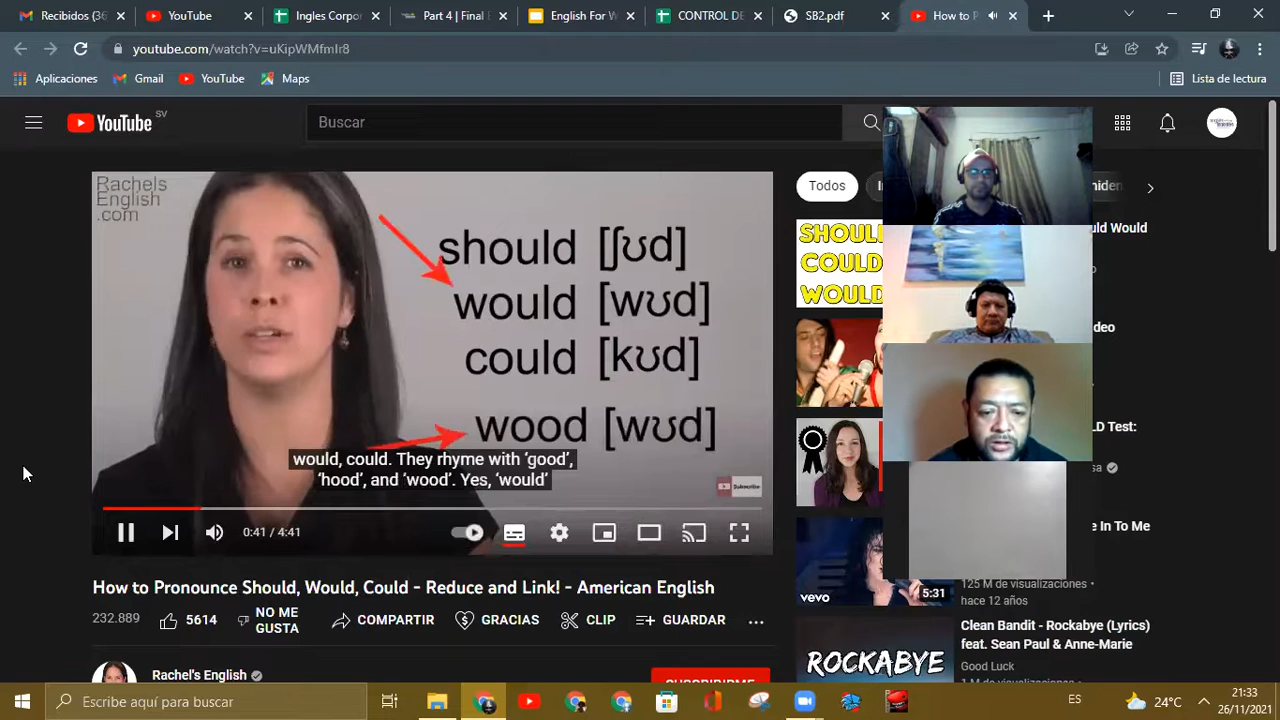 Recibidos (36
YouTube
Ingles Corpor
Part 4 | Final E
English For W
CONTROL DE
SB2.pdf
How to P
youtube.com/watch?v=uKipWMfmIr8
Aplicaciones
Gmail
YouTube
Maps
Lista de lectura
YouTube SV
Buscar
Rachels
English
.com
should [ʃʊd]
would [wʊd]
could [kʊd]
wood [wʊd]
would, could. They rhyme with 'good',
'hood', and 'wood'. Yes, 'would'
Subscribe
0:41 / 4:41
How to Pronounce Should, Would, Could - Reduce and Link! - American English
232.889
5614
NO ME
GUSTA
COMPARTIR
GRACIAS
CLIP
GUARDAR
Rachel's English
SUSCRIBIRME
Todos
SHOULD
COULD
WOULD
uld Would
deo
LD Test:
sa
e In To Me
vevo
5:31
125 M de visualizaciones •
hace 12 años
ROCKABYE
Clean Bandit - Rockabye (Lyrics)
feat. Sean Paul & Anne-Marie
Good Luck
Escribe aquí para buscar
ES
24°C
21:33
26/11/2021